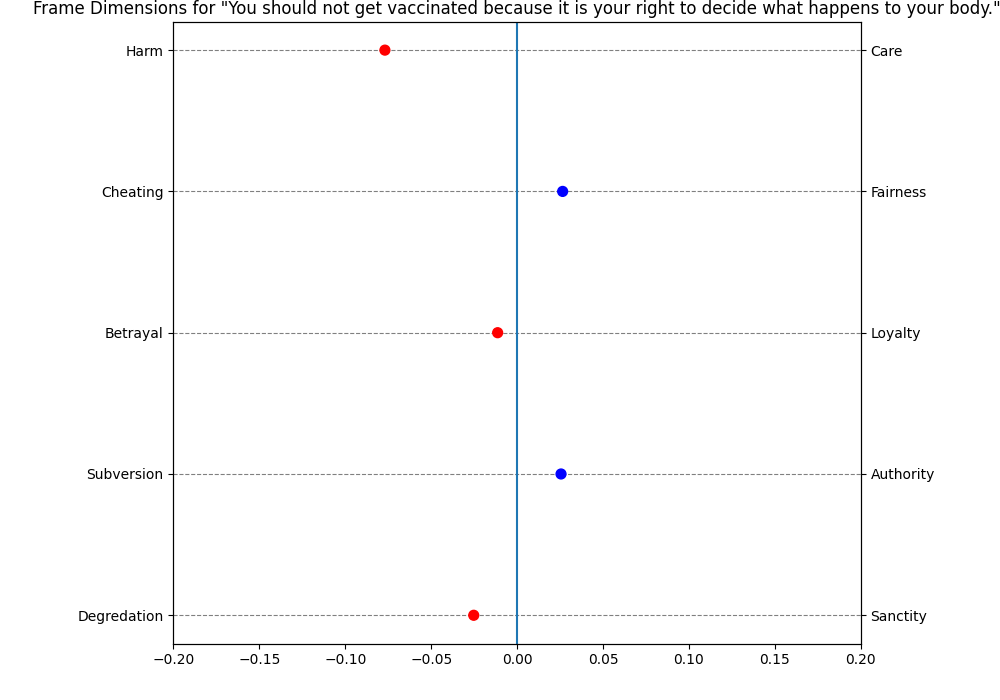 Frame Dimensions for "You should not get vaccinated because it is your right to decide what happens to your body."
Harm Care
Cheating Fairness
Betrayal Loyalty
Subversion Authority
Degredation Sanctity
−0.20 −0.15 −0.10 −0.05 0.00 0.05 0.10 0.15 0.20